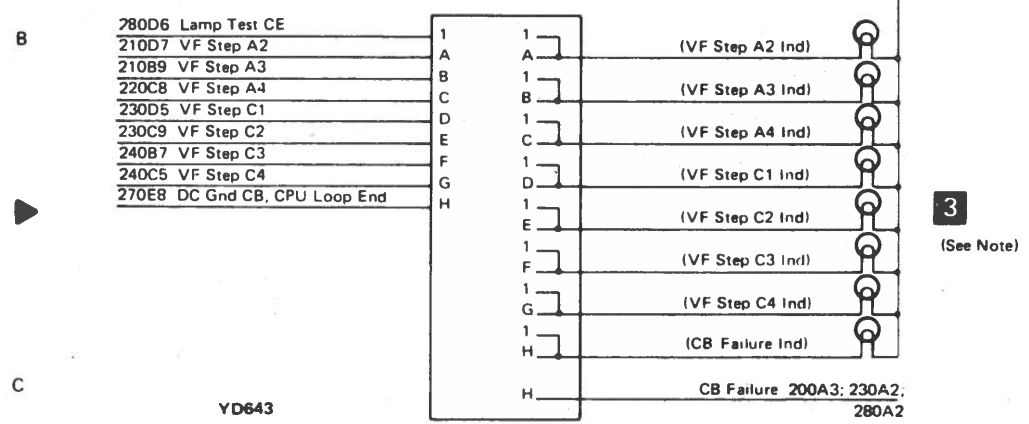 B
280D6 Lamp Test CE
210D7 VF Step A2
210B9 VF Step A3
220C8 VF Step A4
230D5 VF Step C1
230C9 VF Step C2
240B7 VF Step C3
240C5 VF Step C4
270E8 DC Gnd CB, CPU Loop End
1
A
B
C
D
E
F
G
H
1
A
1
B
1
C
1
D
1
E
1
F
1
G
1
H
H
(VF Step A2 Ind)
(VF Step A3 Ind)
(VF Step A4 Ind)
(VF Step C1 Ind)
(VF Step C2 Ind)
(VF Step C3 Ind)
(VF Step C4 Ind)
(CB Failure Ind)
CB Failure 200A3; 230A2;
280A2
3
(See Note)
C
YD643